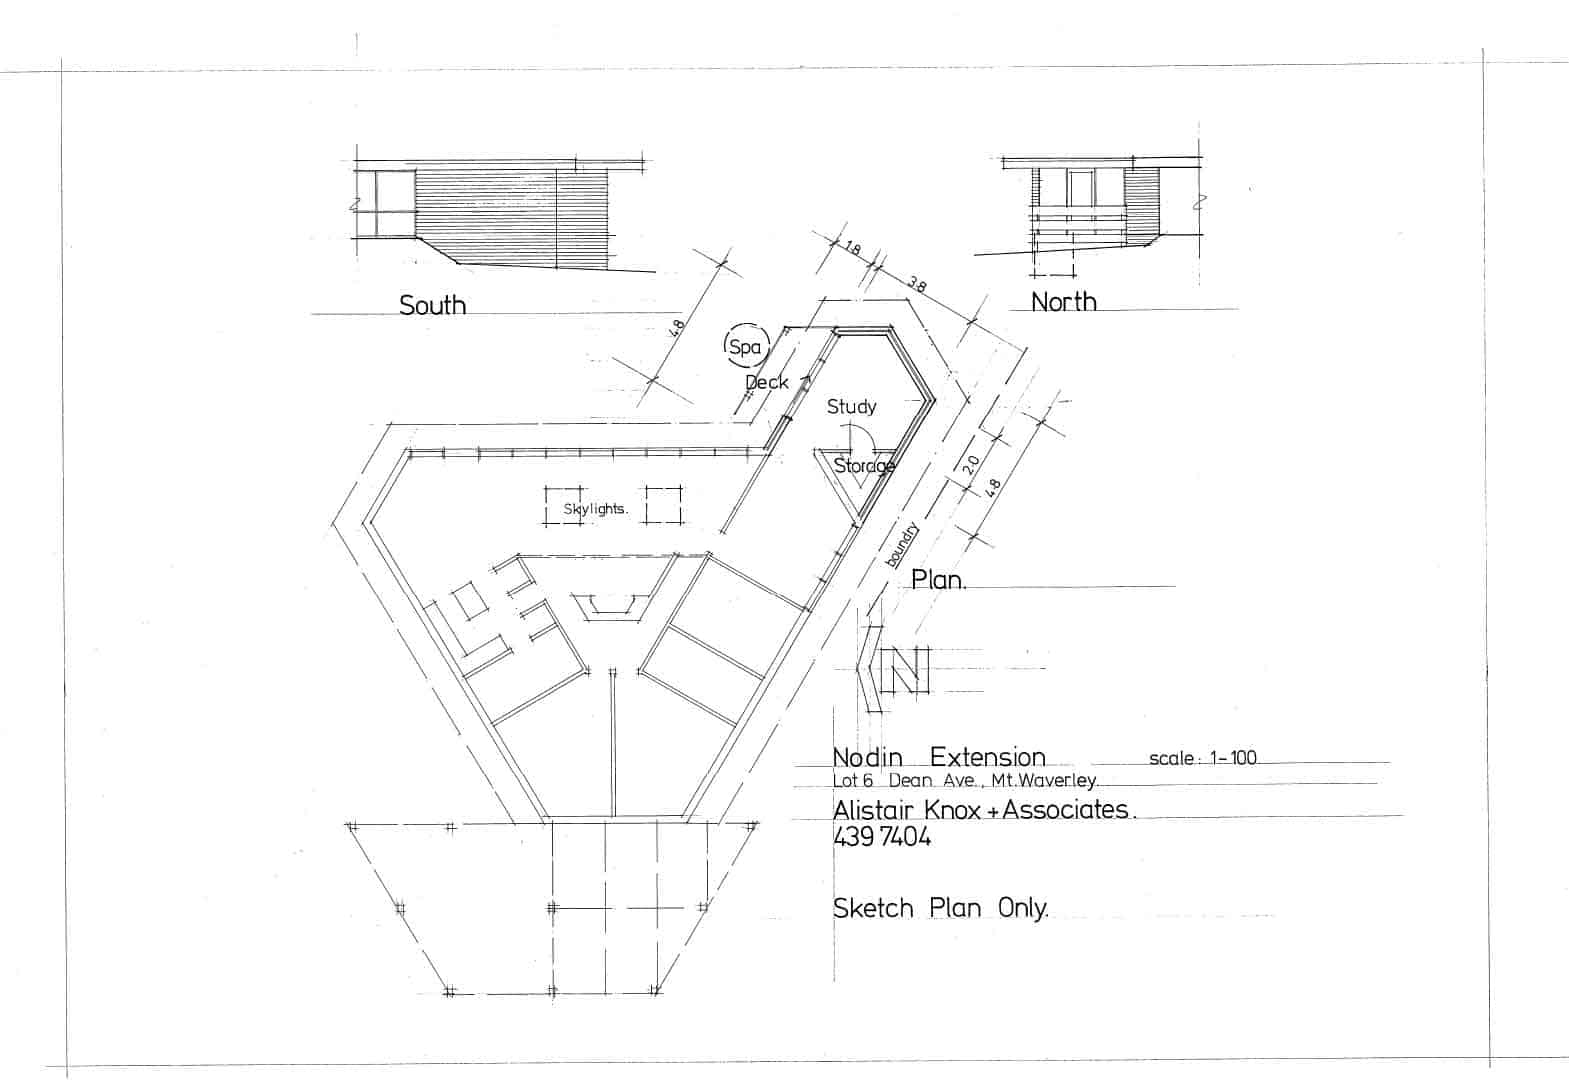 South
North
1·8
3·8
4·8
Spa
Deck
Study
Storage
2·0
4·8
Skylights.
boundry
Plan.
N
Nodin Extension scale: 1-100
Lot 6 Dean Ave., Mt. Waverley.
Alistair Knox + Associates.
439 7404
Sketch Plan Only.